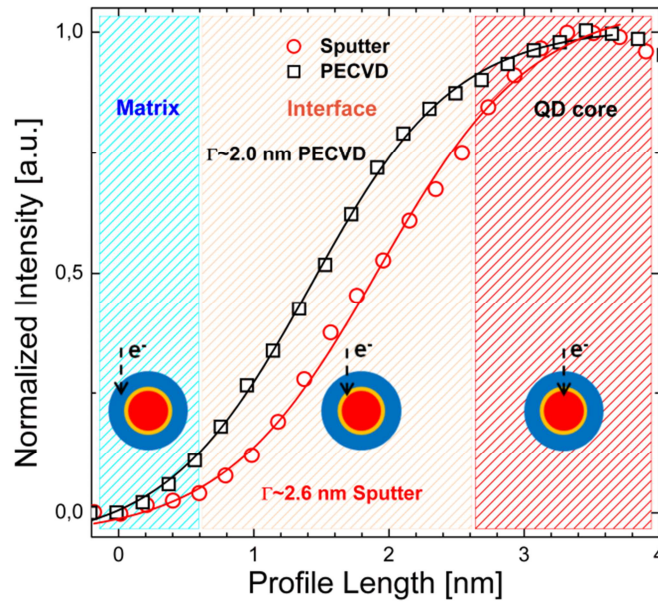 1,0
0,5
0,0
Normalized Intensity [a.u.]
Sputter
PECVD
Matrix
Interface
QD core
Γ~2.0 nm PECVD
e-
e-
e-
Γ~2.6 nm Sputter
0
1
2
3
4
Profile Length [nm]